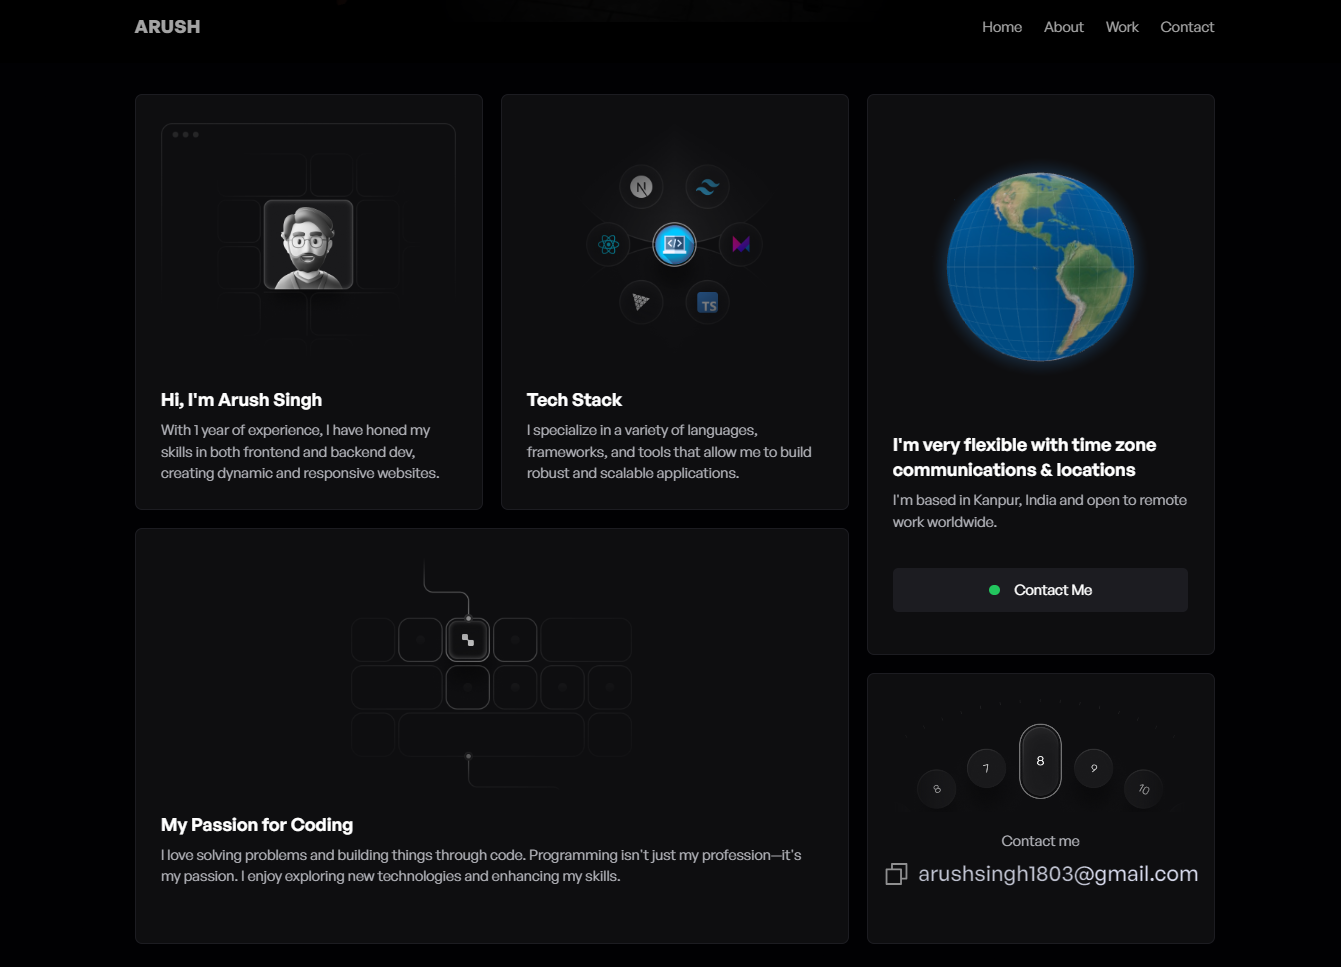 ARUSH
Home About Work Contact
N
TS
Hi, I'm Arush Singh
With 1 year of experience, I have honed my
skills in both frontend and backend dev,
creating dynamic and responsive websites.
Tech Stack
I specialize in a variety of languages,
frameworks, and tools that allow me to build
robust and scalable applications.
I'm very flexible with time zone
communications & locations
I'm based in Kanpur, India and open to remote
work worldwide.
Contact Me
My Passion for Coding
I love solving problems and building things through code. Programming isn't just my profession—it's
my passion. I enjoy exploring new technologies and enhancing my skills.
7 8 9 10
Contact me
arushsingh1803@gmail.com